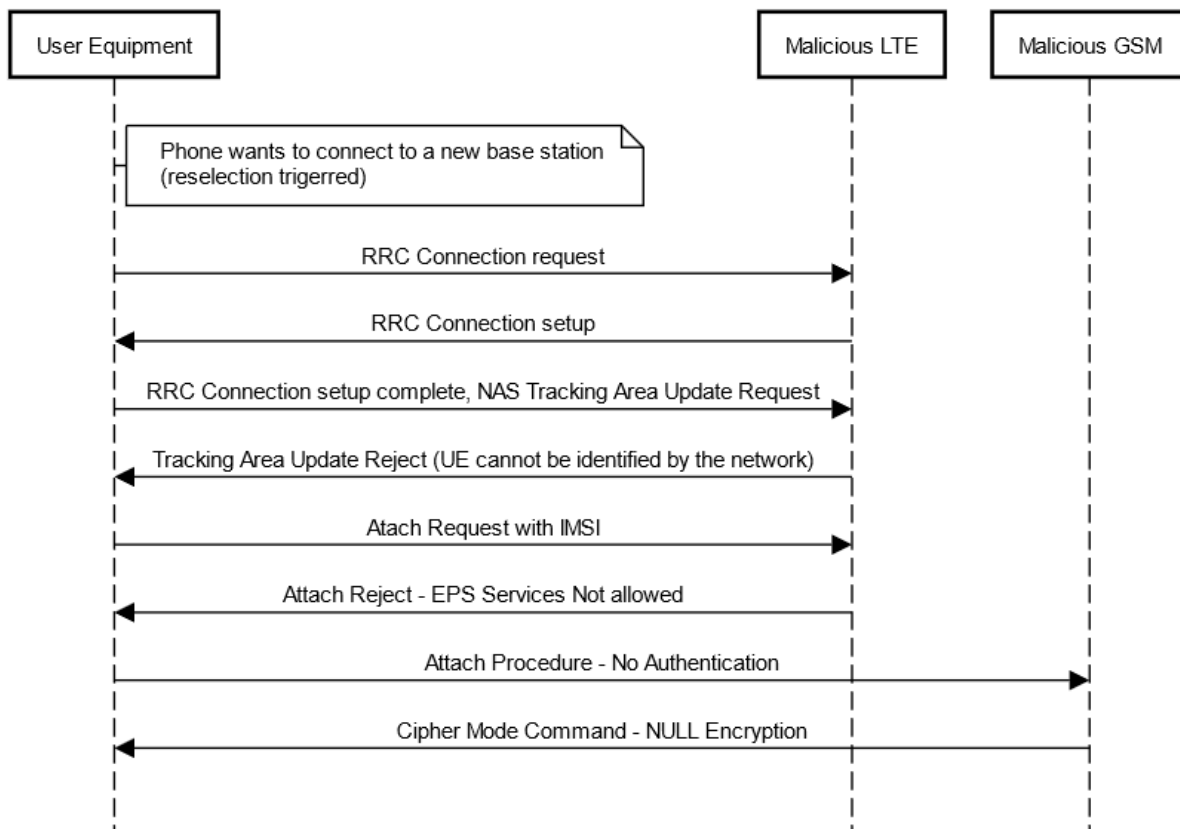 User Equipment
Malicious LTE
Malicious GSM
Phone wants to connect to a new base station
(reselection trigerred)
RRC Connection request
RRC Connection setup
RRC Connection setup complete, NAS Tracking Area Update Request
Tracking Area Update Reject (UE cannot be identified by the network)
Atach Request with IMSI
Attach Reject - EPS Services Not allowed
Attach Procedure - No Authentication
Cipher Mode Command - NULL Encryption